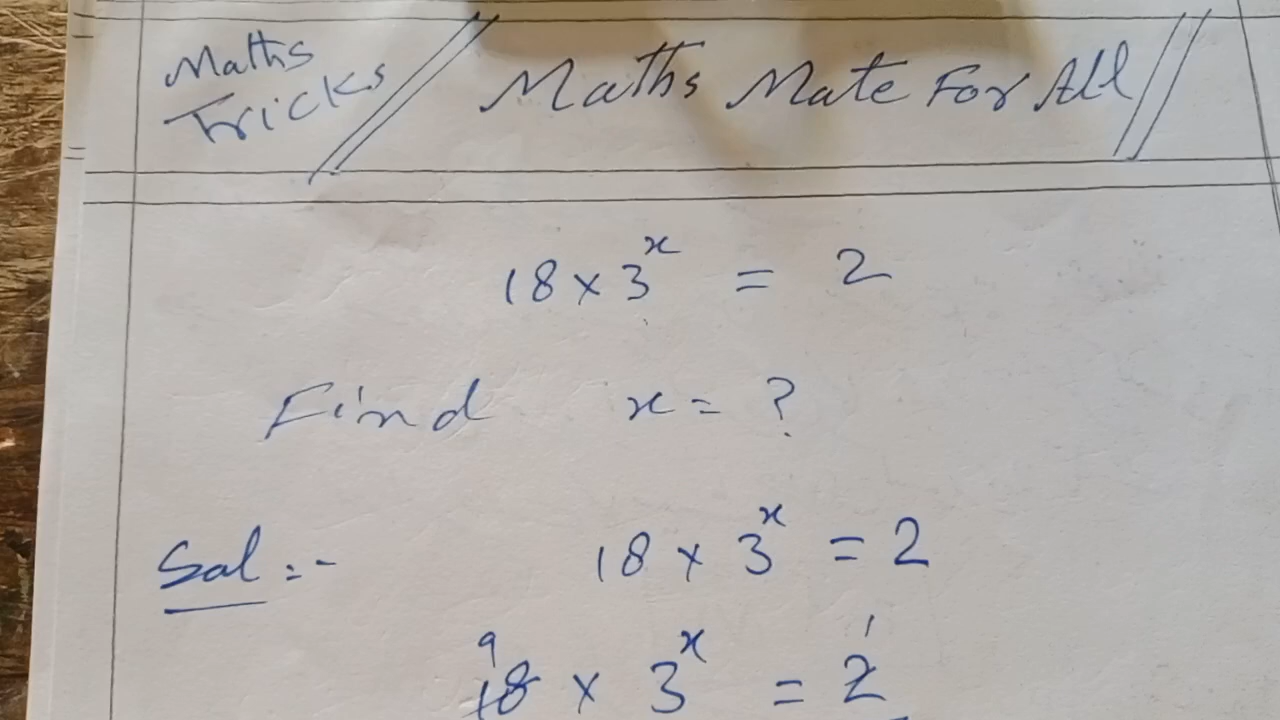 Maths Tricks // Maths Mate For All //
18 × 3^x = 2
Find x = ?
Sol :- 18 × 3^x = 2
9 1
18 × 3^x = 2